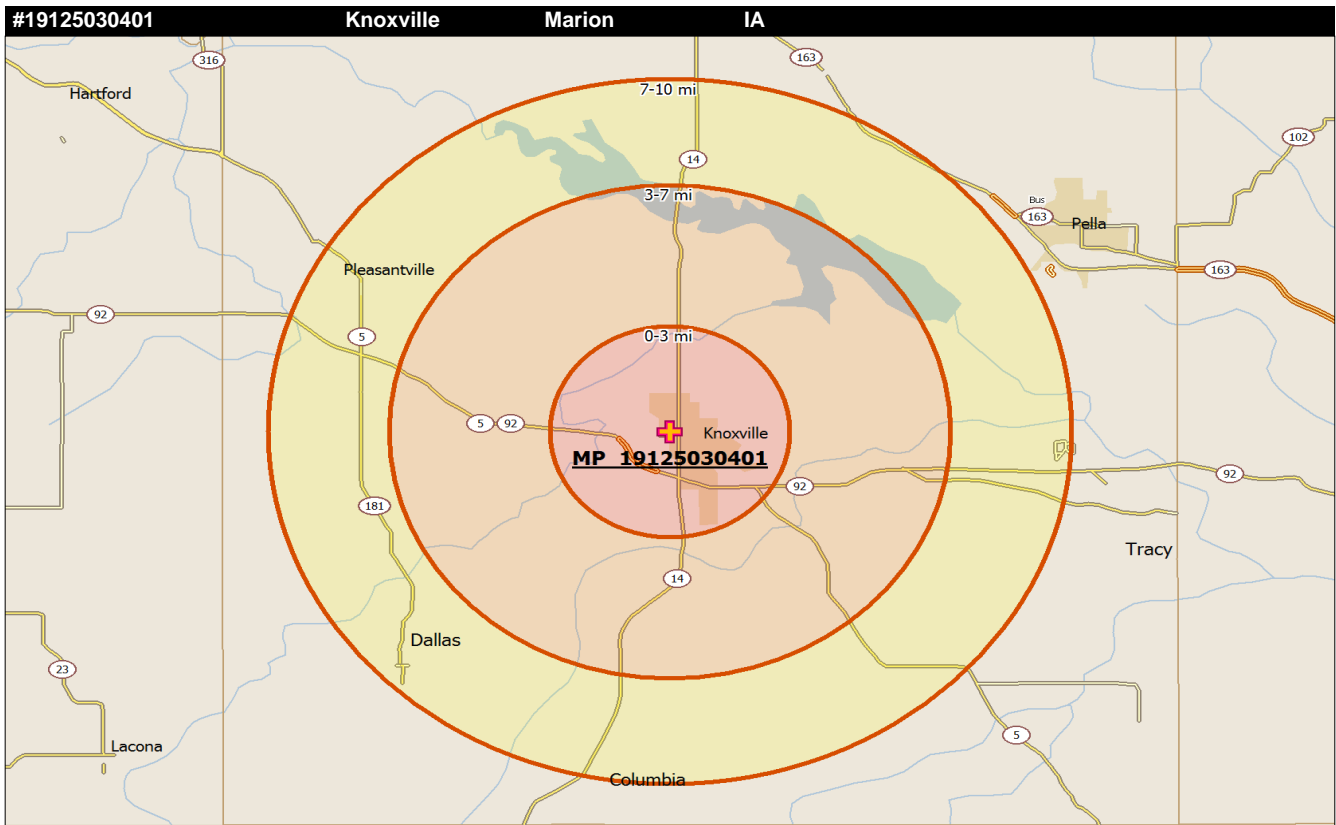 #19125030401 Knoxville Marion IA
316
163
Hartford
7-10 mi
102
14
3-7 mi
Bus
163
Pella
Pleasantville
163
92
5
0-3 mi
5 92
Knoxville
MP 19125030401
92
92
181
Tracy
14
Dallas
23
5
Lacona
Columbia